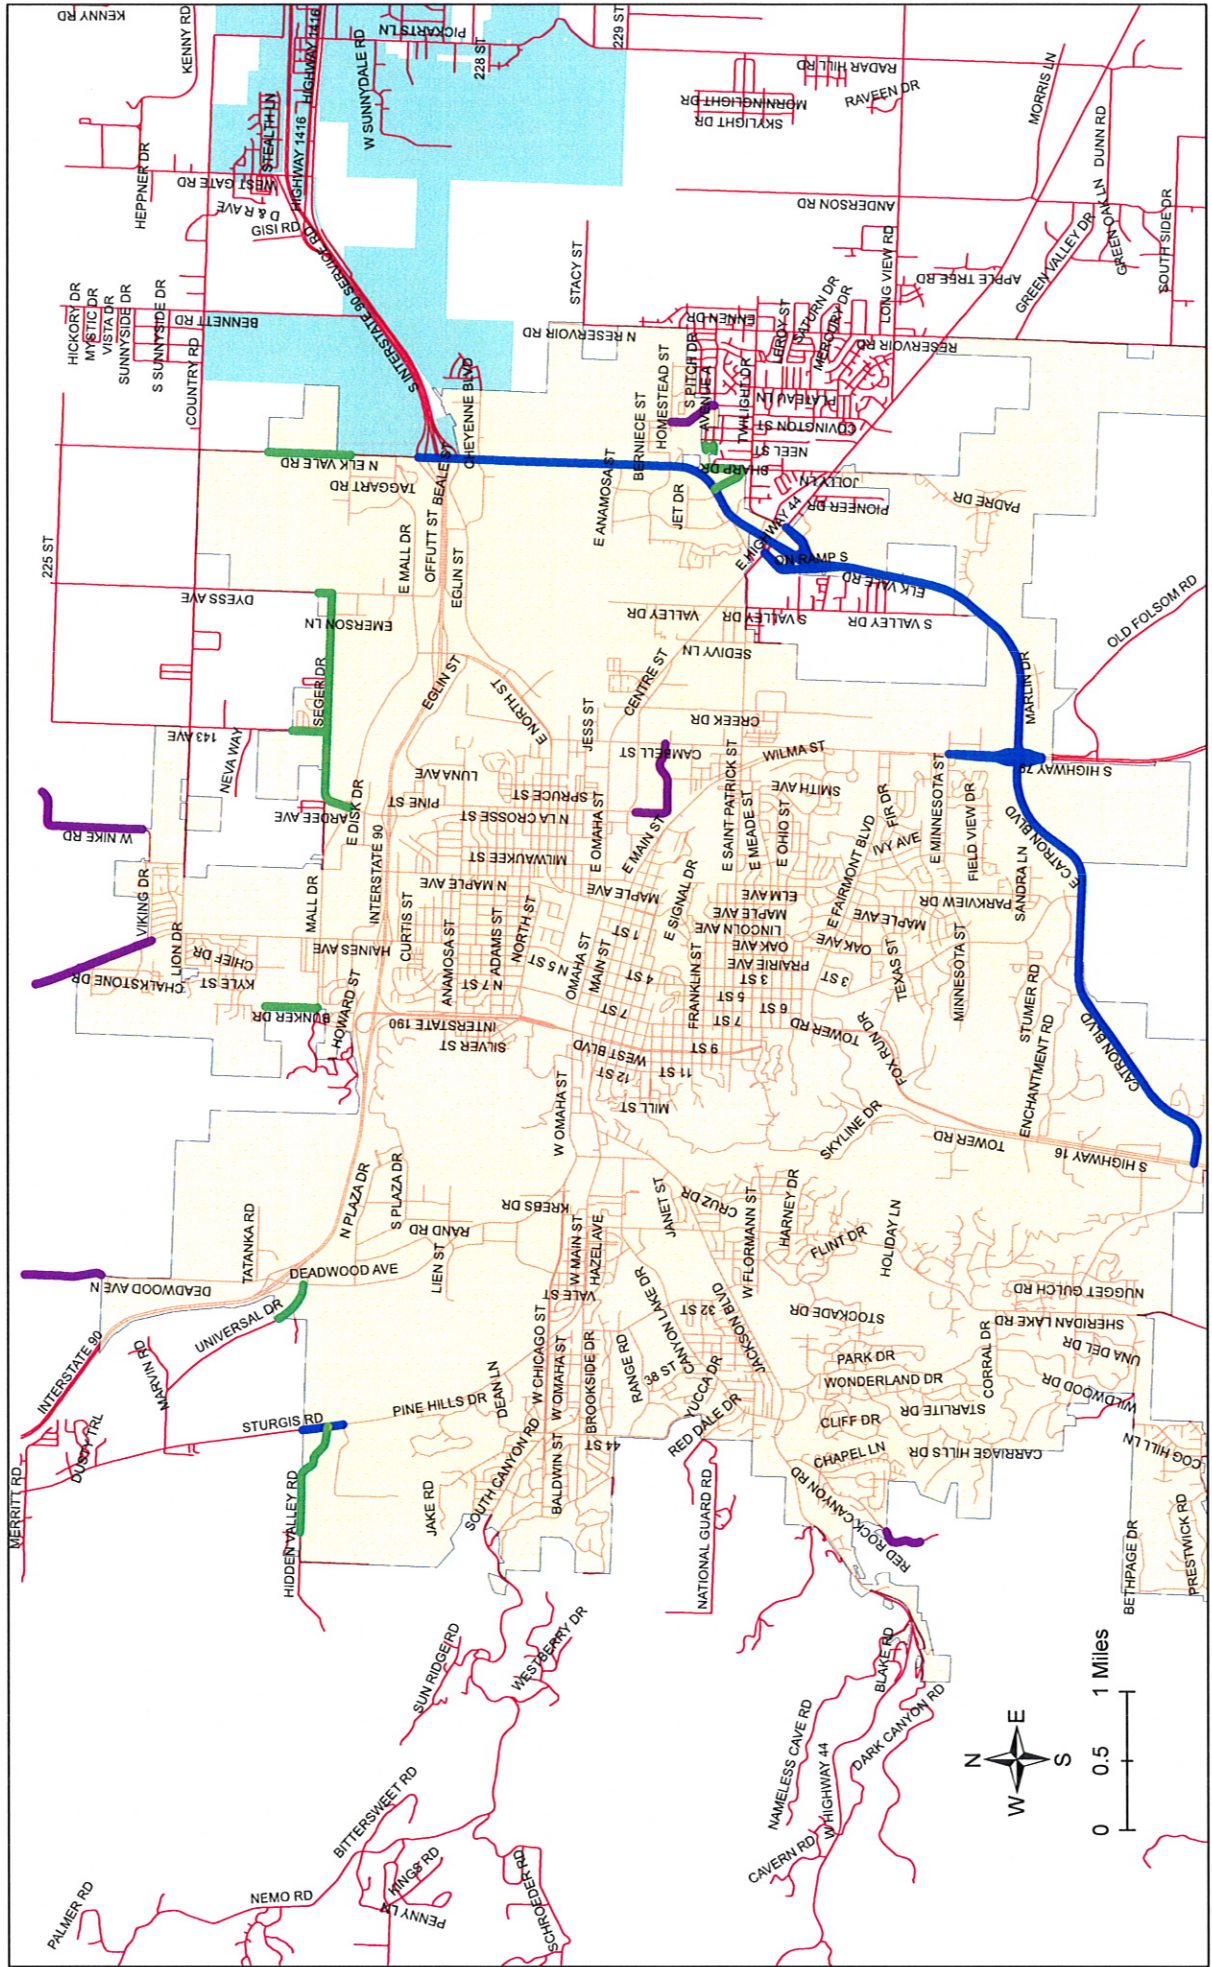 KENNY RD
KENNY RD
HIGHWAY 1416
HIGHWAY 1416
W SUNNYDALE RD
PICKARTS LN
228 ST
229 ST
RADAR HILL RD
MORNINGLIGHT DR
SKYLIGHT DR
RAVEEN DR
MORRIS LN
DUNN RD
GREEN OAK LN
SOUTH SIDE DR
GREEN VALLEY DR
HEPPNER DR
STEALTH LN
HIGHWAY 1416
WEST GATE RD
D & R AVE
GISI RD
ANDERSON RD
LONG VIEW RD
APPLE TREE RD
HICKORY DR
MYSTIC DR
VISTA DR
SUNNYSIDE DR
S SUNNYSIDE DR
COUNTRY RD
BENNETT RD
S INTERSTATE 90 SERVICE RD
STACY ST
N RESERVOIR RD
ENNEN DR
LEROY ST
SATURN DR
MERCURY DR
RESERVOIR RD
CHEYENNE BLVD
HOMESTEAD ST
S PITCH DR
AVENUE A
TWILIGHT DR
PLATEAU LN
COVINGTON ST
NEEL ST
BERNIECE ST
SHARP DR
JOLLY LN
PIONEER DR
PADRE DR
225 ST
N ELK VALE RD
TAGGART RD
BEALE ST
OFFUTT ST
E MALL DR
EGLIN ST
E ANAMOSA ST
JET DR
E HIGHWAY 44
ON RAMP S
ELK VALE RD
DYESS AVE
EMERSON LN
VALLEY DR
VALLEY DR
S VALLEY DR
S VALLEY DR
OLD FOLSOM RD
SEDIVY LN
SEGER DR
EGLIN ST
E NORTH ST
CENTRE ST
MARLIN DR
143 AVE
NEVA WAY
JESS ST
CREEK DR
CAMBELL ST
WILMA ST
S HIGHWAY 79
LUNA AVE
SPRUCE ST
E SAINT PATRICK ST
SMITH AVE
E MINNESOTA ST
FIELD VIEW DR
W NIKE RD
ARDEE AVE
E DISK DR
PINE ST
N LA CROSSE ST
E OMAHA ST
E MAIN ST
E MEADE ST
E OHIO ST
FIR DR
IVY AVE
E FAIRMONT BLVD
SANDRA LN
E CATRON BLVD
VIKING DR
MALL DR
INTERSTATE 90
MILWAUKEE ST
N MAPLE AVE
MAPLE AVE
E SIGNAL DR
ELM AVE
MAPLE AVE
LINCOLN AVE
OAK AVE
PRAIRIE AVE
MAPLE AVE
OAK AVE
PARKVIEW DR
LION DR
CHIEF DR
KYLE ST
CHALKSTONE DR
HAINES AVE
CURTIS ST
ANAMOSA ST
ADAMS ST
NORTH ST
N 5 ST
N 7 ST
OMAHA ST
MAIN ST
1 ST
4 ST
7 ST
FRANKLIN ST
3 ST
5 ST
6 ST
7 ST
3 ST
TEXAS ST
MINNESOTA ST
STUMER RD
BUNKER DR
HOWARD ST
INTERSTATE 190
SILVER ST
WEST BLVD
12 ST
11 ST
9 ST
TOWER RD
FOX RUN DR
ENCHANTMENT RD
CATRON BLVD
W OMAHA ST
MILL ST
SKYLINE DR
TOWER RD
S HIGHWAY 16
TATANKA RD
N PLAZA DR
S PLAZA DR
RAND RD
KREBS DR
JANET ST
CRUZ DR
W FLORMANN ST
HARNEY DR
FLINT DR
HOLIDAY LN
NUGGET GULCH RD
DEADWOOD AVE N
DEADWOOD AVE
LIEN ST
W MAIN ST
HAZEL AVE
VALE ST
CANYON LAKE DR
32 ST
JACKSON BLVD
STOCKADE DR
SHERIDAN LAKE RD
INTERSTATE 90
UNIVERSAL DR
MARVIN RD
W CHICAGO ST
W OMAHA ST
BROOKSIDE DR
RANGE RD
38 ST
YUCCA DR
PARK DR
WONDERLAND DR
CORRAL DR
UNA DEL DR
STURGIS RD
PINE HILLS DR
DEAN LN
44 ST
RED DALE DR
CLIFF DR
STARLITE DR
WILDWOOD DR
MERRITT RD
DUSTY TRL
HIDDEN VALLEY RD
JAKE RD
SOUTH CANYON RD
BALDWIN ST
NATIONAL GUARD RD
CHAPEL LN
CARRIAGE HILLS DR
RED ROCK CANYON RD
COG HILL LN
BETHPAGE DR
PRESTWICK RD
SUN RIDGE RD
WESTBERRY DR
BLAKE RD
NAMELESS CAVE RD
DARK CANYON RD
W HIGHWAY 44
CAVERN RD
BITTERSWEET RD
PALMER RD
NEMO RD
KINGS RD
PENNY LN
SCHROEDER RD
N
W
E
S
0 0.5 1 Miles